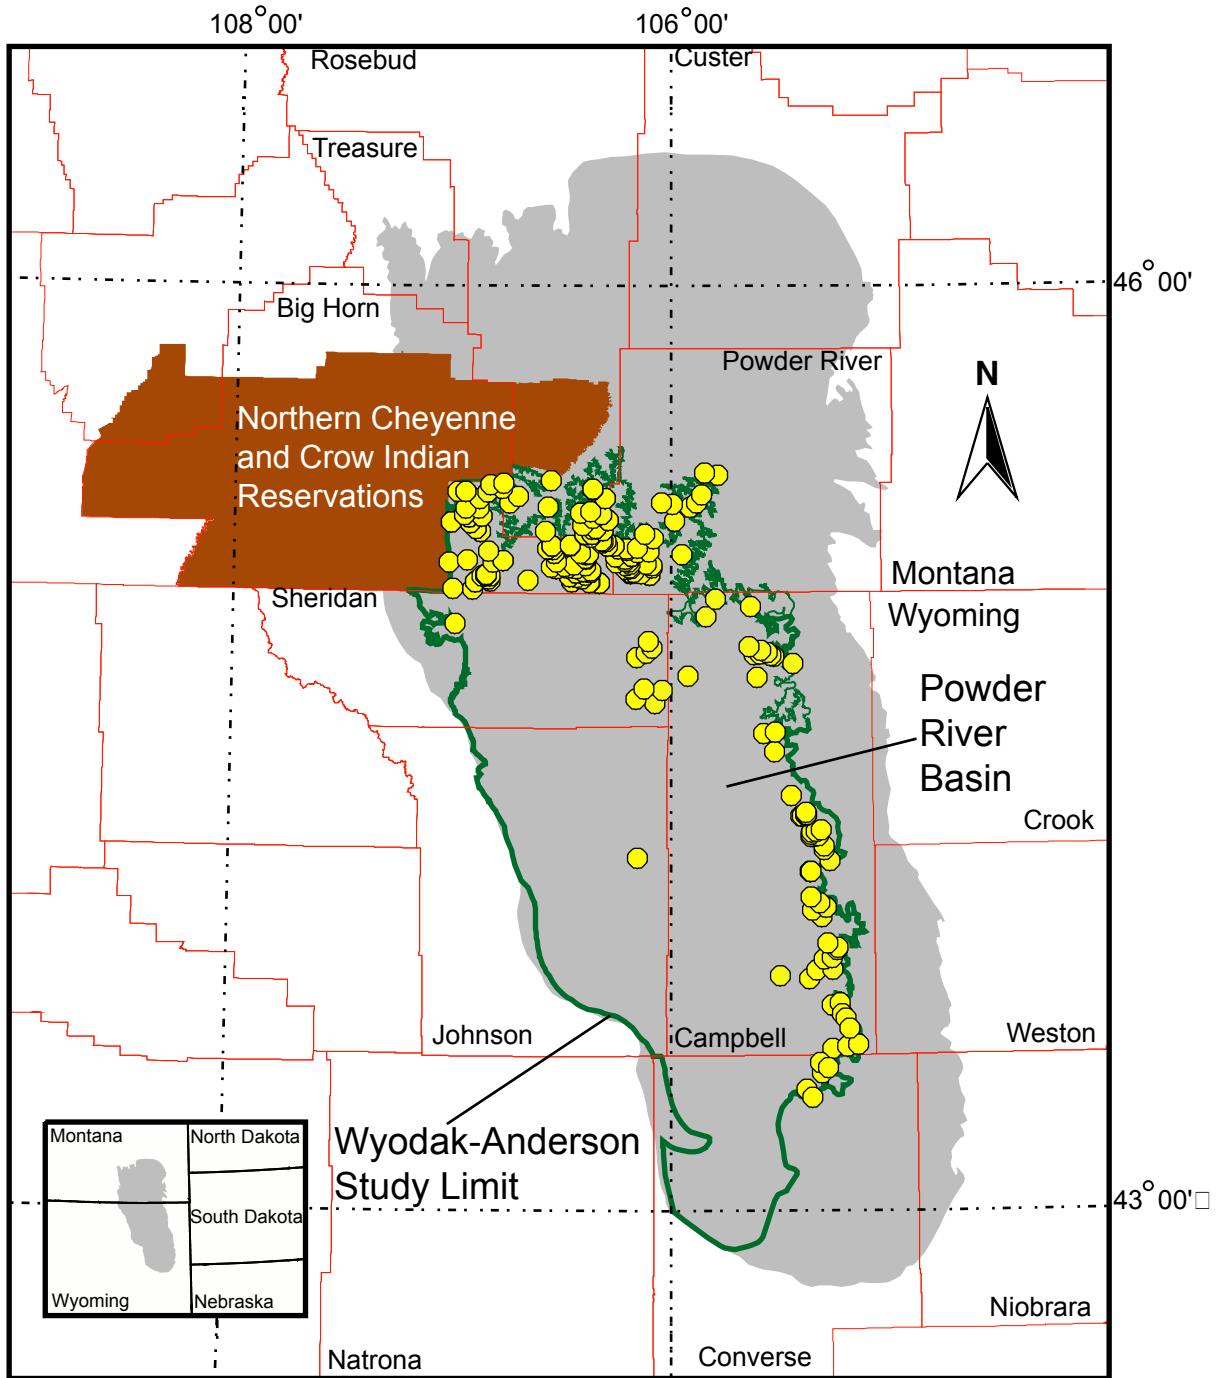 108°00'
106°00'
Rosebud
Custer
Treasure
46°00'
Big Horn
Powder River
N
Northern Cheyenne
and Crow Indian
Reservations
Montana
Sheridan
Wyoming
Powder
River
Basin
Crook
Johnson
Campbell
Weston
Wyodak-Anderson
Study Limit
Montana
North Dakota
South Dakota
Wyoming
Nebraska
43°00'
Niobrara
Natrona
Converse